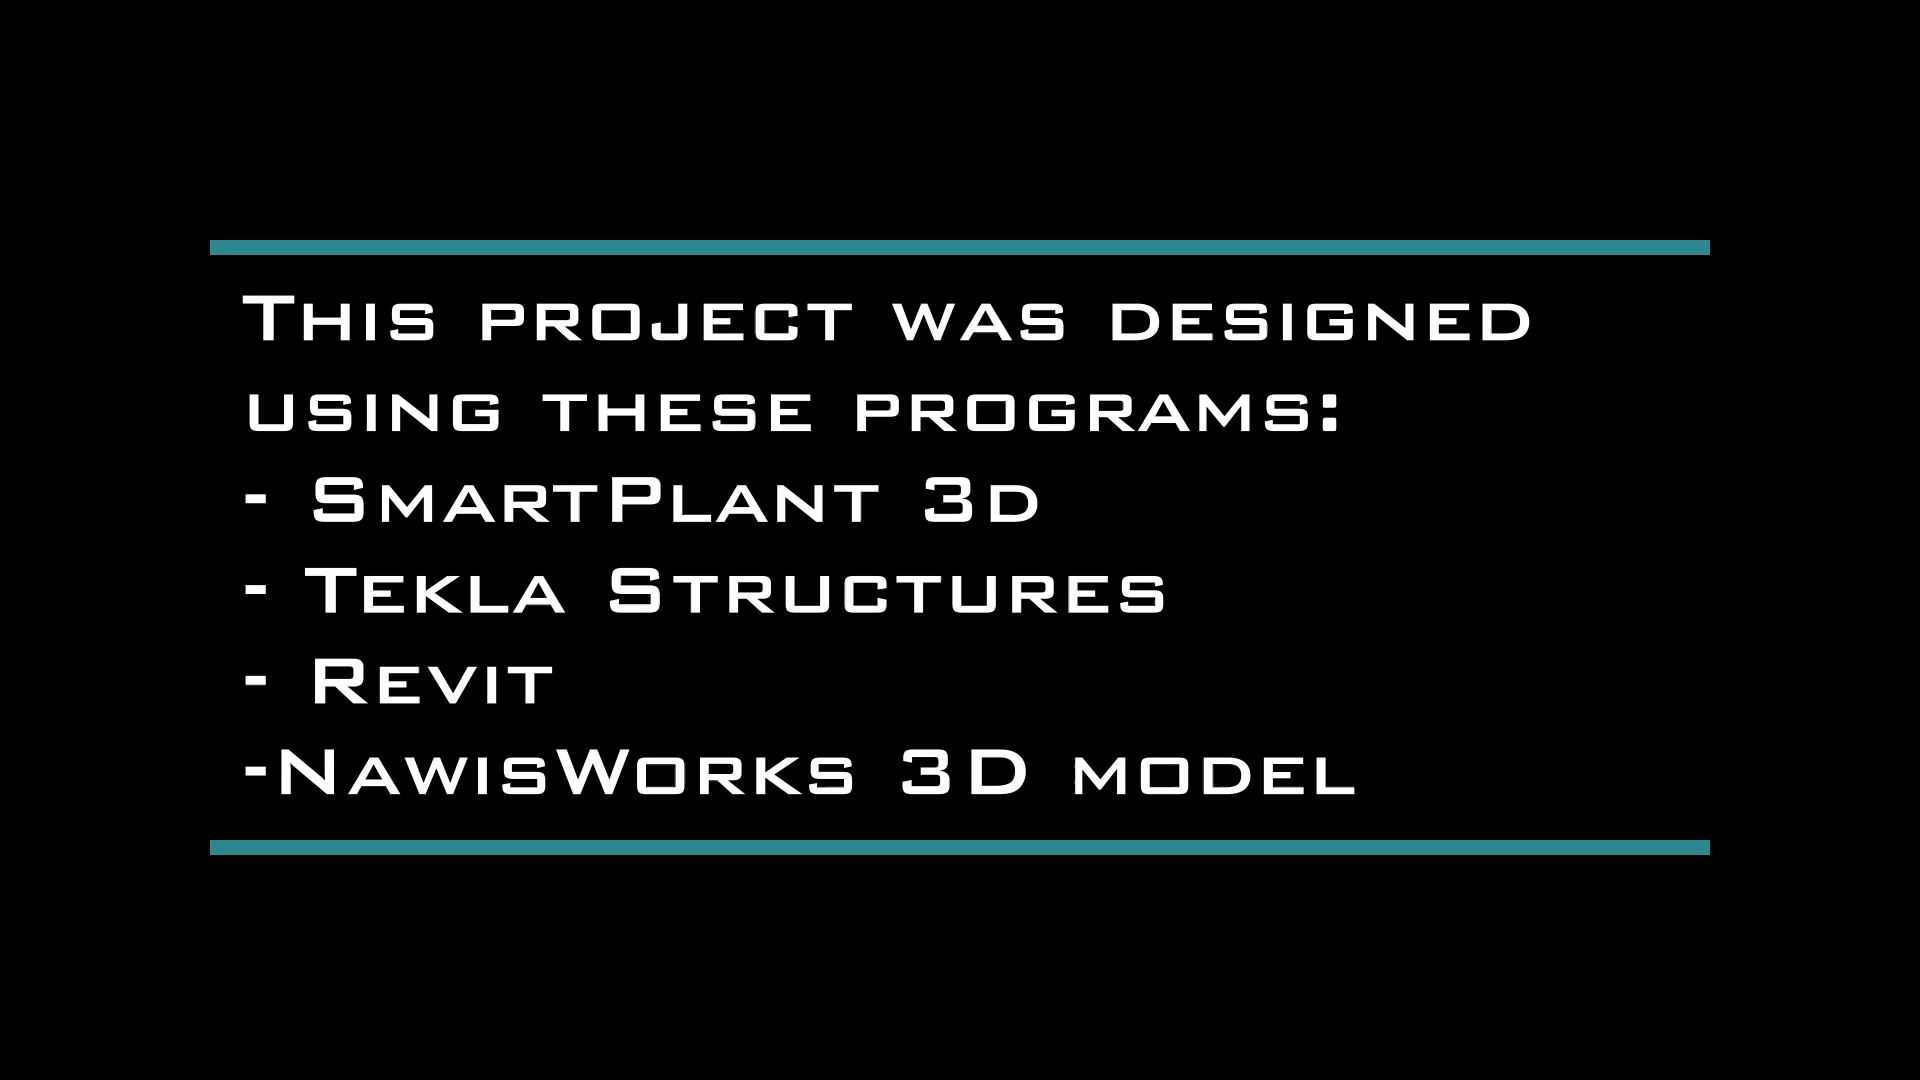 This project was designed
using these programs:
- SmartPlant 3d
- Tekla Structures
- Revit
-NawisWorks 3D model